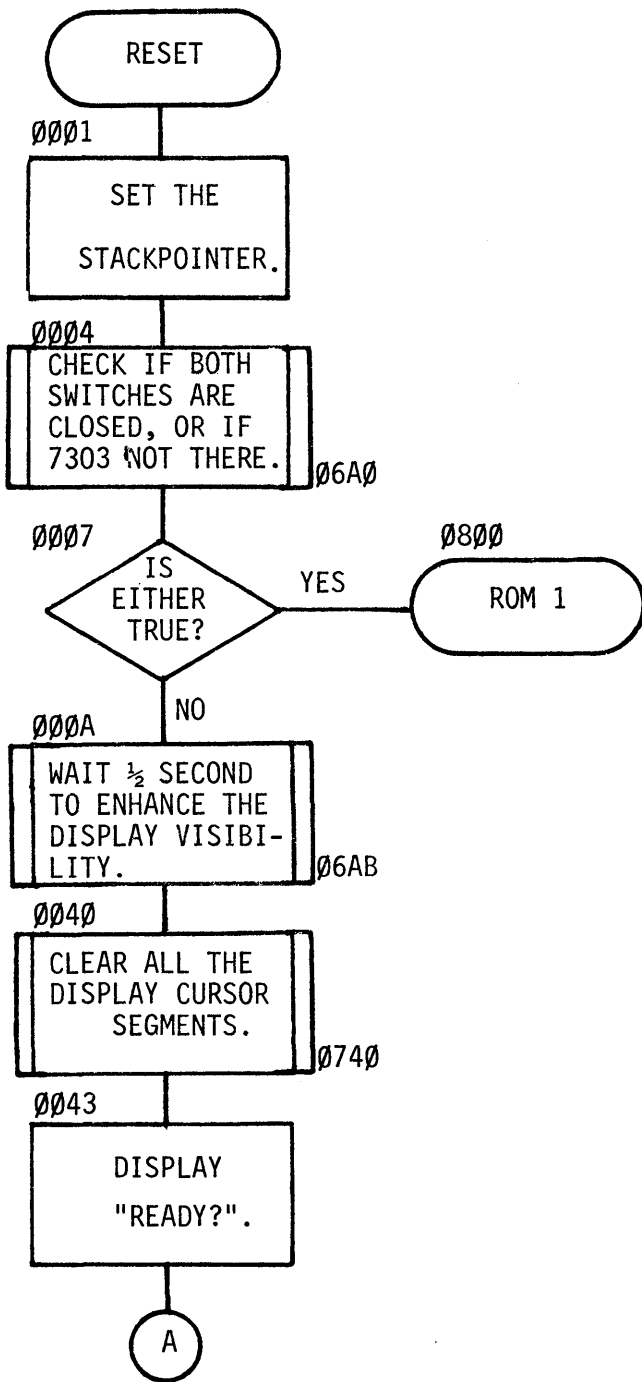 RESET
ØØØ1
SET THE
STACKPOINTER.
ØØØ4
CHECK IF BOTH
SWITCHES ARE
CLOSED, OR IF
7303 NOT THERE.
Ø6AØ
ØØØ7
IS
EITHER
TRUE?
YES
Ø8ØØ
ROM 1
NO
ØØØA
WAIT ½ SECOND
TO ENHANCE THE
DISPLAY VISIBI-
LITY.
Ø6AB
ØØ4Ø
CLEAR ALL THE
DISPLAY CURSOR
SEGMENTS.
Ø74Ø
ØØ43
DISPLAY
"READY?".
A